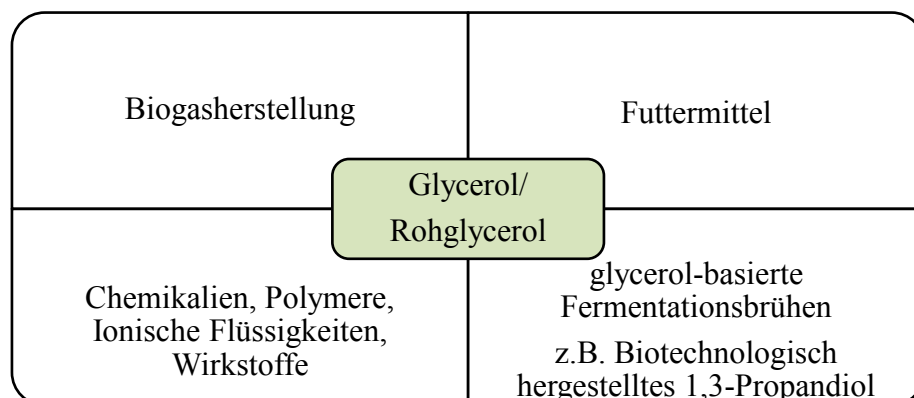 Biogasherstellung
Futtermittel
Glycerol/
Rohglycerol
Chemikalien, Polymere,
Ionische Flüssigkeiten,
Wirkstoffe
glycerol-basierte
Fermentationsbrühen
z.B. Biotechnologisch
hergestelltes 1,3-Propandiol